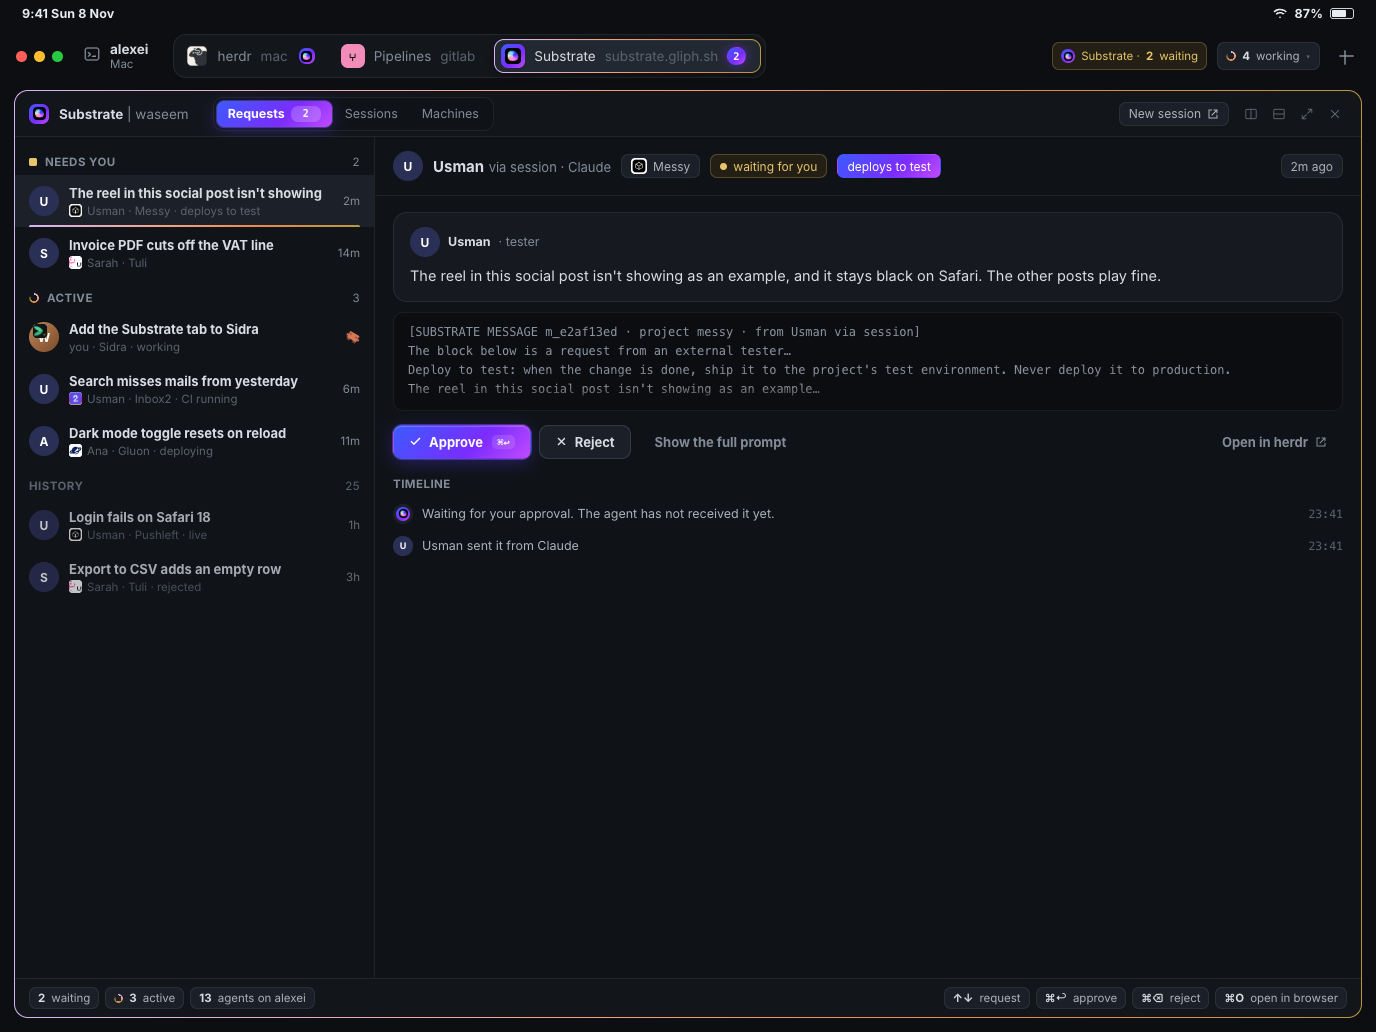 9:41 Sun 8 Nov
87%
alexei
Mac
herdr mac
Pipelines gitlab
Substrate substrate.gliph.sh 2
Substrate · 2 waiting
4 working
Substrate | waseem
Requests 2
Sessions
Machines
New session
NEEDS YOU 2
U
The reel in this social post isn't showing
2m
Usman · Messy · deploys to test
S
Invoice PDF cuts off the VAT line
14m
Sarah · Tuli
ACTIVE 3
Add the Substrate tab to Sidra
you · Sidra · working
U
Search misses mails from yesterday
6m
2 Usman · Inbox2 · CI running
A
Dark mode toggle resets on reload
11m
Ana · Gluon · deploying
HISTORY 25
U
Login fails on Safari 18
1h
Usman · Pushleft · live
S
Export to CSV adds an empty row
3h
Sarah · Tuli · rejected
U
Usman via session · Claude
Messy
waiting for you
deploys to test
2m ago
U
Usman · tester
The reel in this social post isn't showing as an example, and it stays black on Safari. The other posts play fine.
[SUBSTRATE MESSAGE m_e2af13ed · project messy · from Usman via session]
The block below is a request from an external tester…
Deploy to test: when the change is done, ship it to the project's test environment. Never deploy it to production.
The reel in this social post isn't showing as an example…
Approve ⌘↩
Reject
Show the full prompt
Open in herdr
TIMELINE
Waiting for your approval. The agent has not received it yet. 23:41
U Usman sent it from Claude 23:41
2 waiting
3 active
13 agents on alexei
↑↓ request
⌘↩ approve
⌘⌫ reject
⌘O open in browser